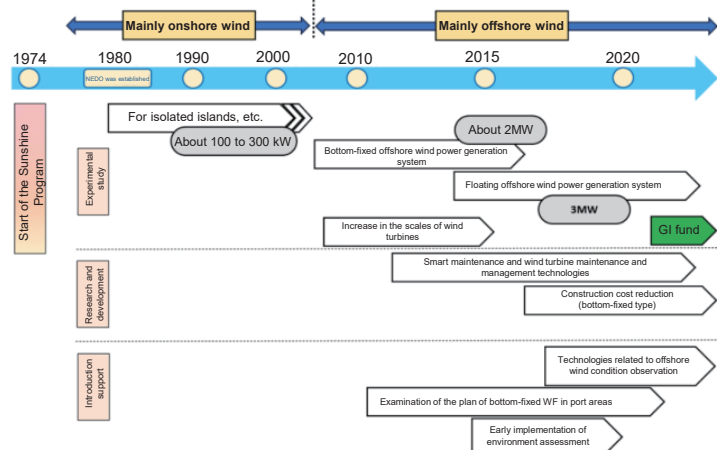 Mainly onshore wind
Mainly offshore wind
1974
1980
1990
2000
2010
2015
2020
NEDO was established
Start of the Sunshine
Program
Experimental
study
For isolated islands, etc.
About 100 to 300 kW
About 2MW
Bottom-fixed offshore wind power generation
system
Floating offshore wind power generation system
3MW
Increase in the scales of wind
turbines
GI fund
Research and
development
Smart maintenance and wind turbine maintenance and
management technologies
Construction cost reduction
(bottom-fixed type)
Introduction
support
Technologies related to offshore
wind condition observation
Examination of the plan of bottom-fixed WF in port areas
Early implementation of
environment assessment